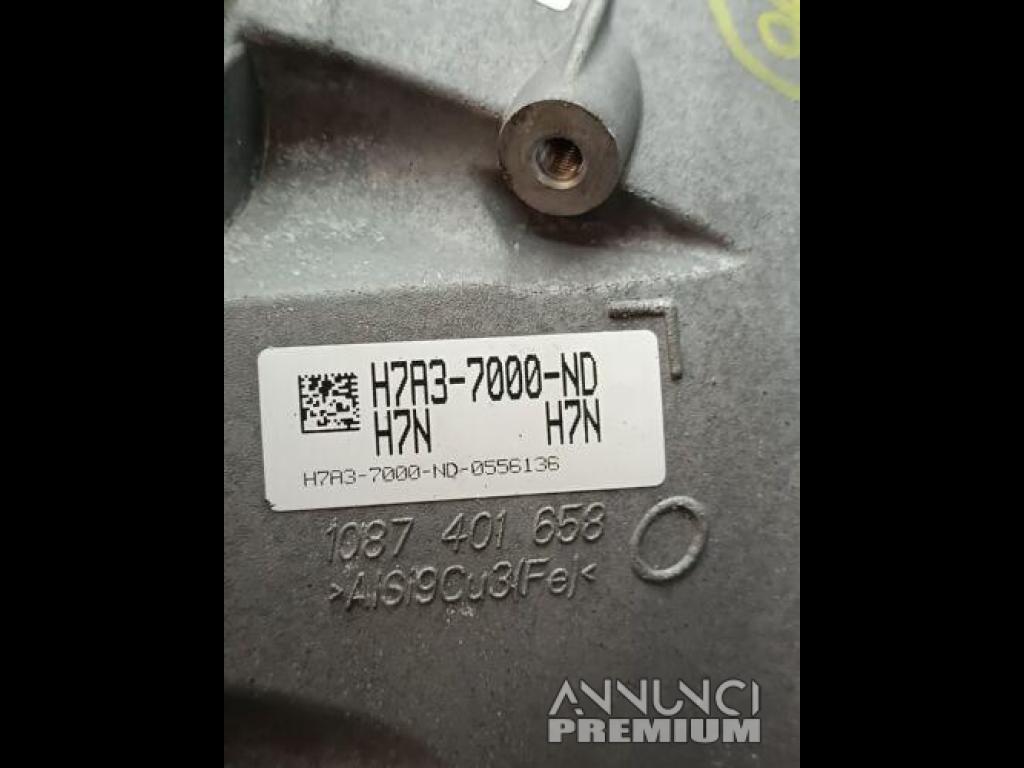 H7A3-7000-ND
H7N H7N
H7A3-7000-ND-0556136
1087 401 658
>AlSi9Cu3(Fe)<
ANNUNCI
PREMIUM